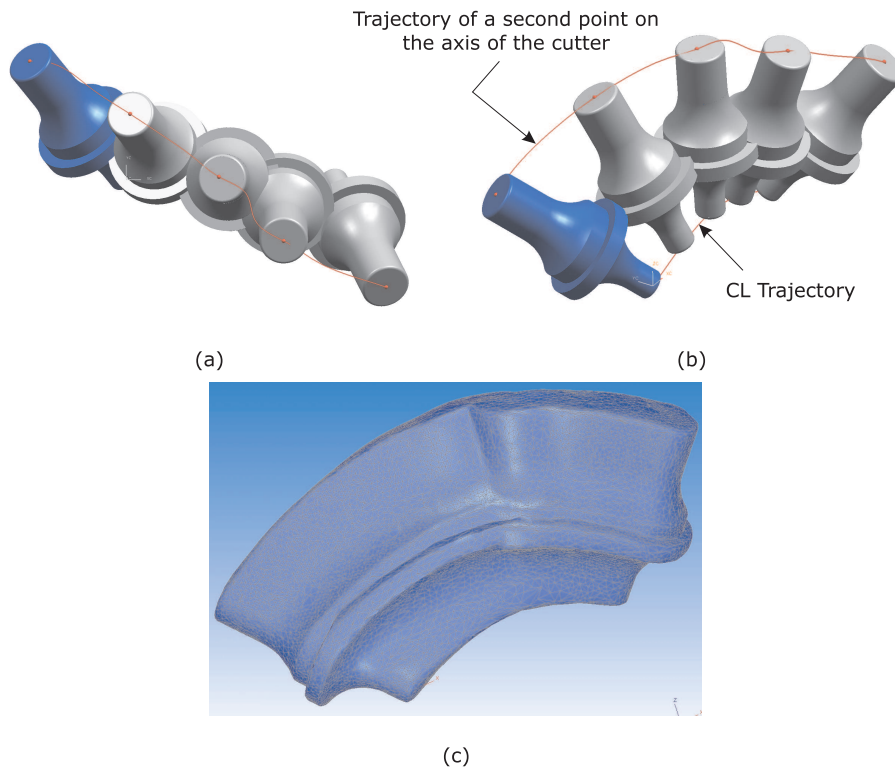 Trajectory of a second point on
the axis of the cutter
CL Trajectory
(a)
(b)
(c)